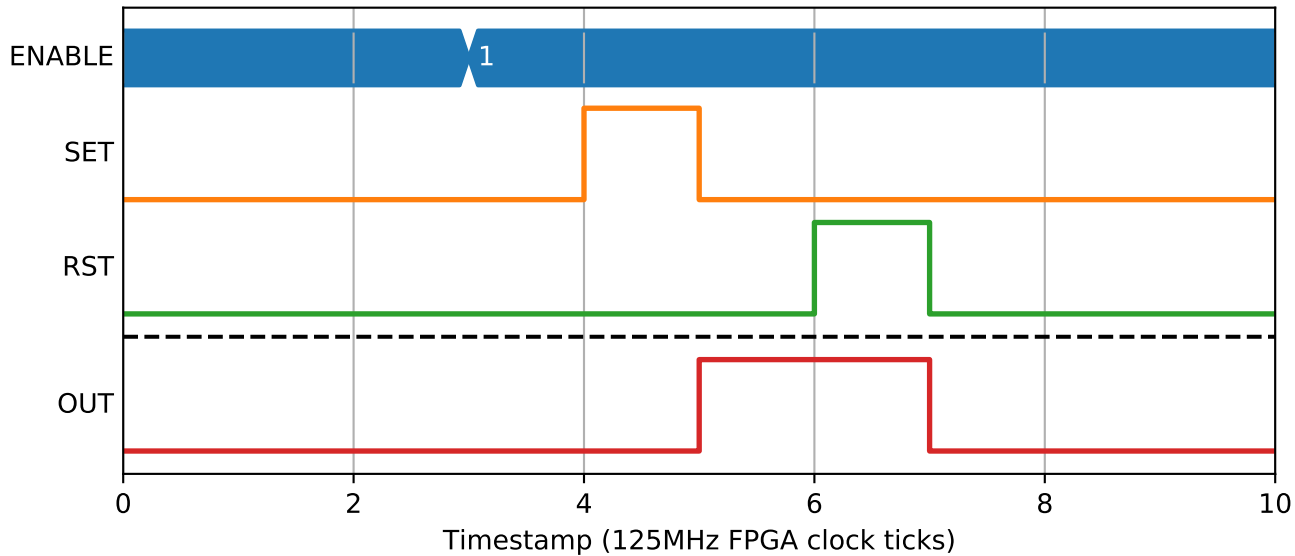 ENABLE 1
SET
RST
OUT
0 2 4 6 8 10
Timestamp (125MHz FPGA clock ticks)